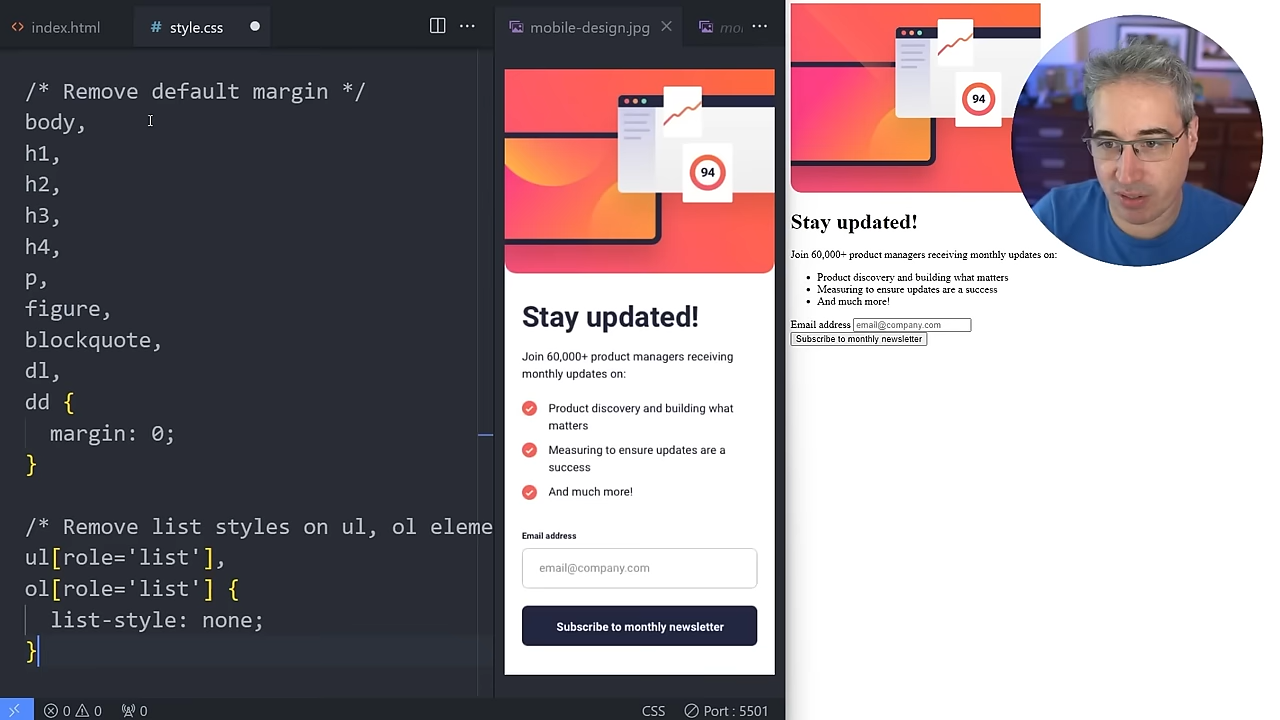 index.html
style.css
mobile-design.jpg
/* Remove default margin */
body,
h1,
h2,
h3,
h4,
p,
figure,
blockquote,
dl,
dd {
margin: 0;
}
/* Remove list styles on ul, ol eleme
ul[role='list'],
ol[role='list'] {
list-style: none;
}
94
Stay updated!
Join 60,000+ product managers receiving
monthly updates on:
Product discovery and building what
matters
Measuring to ensure updates are a
success
And much more!
Email address
email@company.com
Subscribe to monthly newsletter
94
Stay updated!
Join 60,000+ product managers receiving monthly updates on:
Product discovery and building what matters
Measuring to ensure updates are a success
And much more!
Email address email@company.com
Subscribe to monthly newsletter
0 0 0
CSS Port : 5501